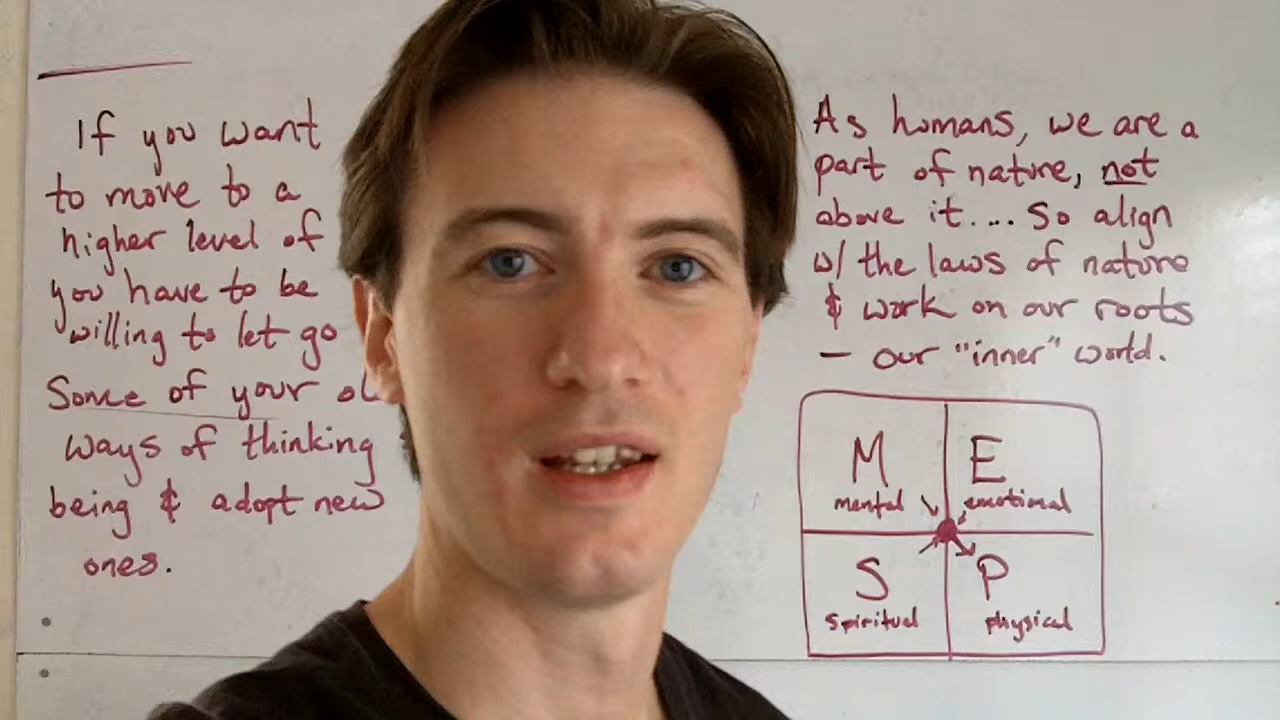 If you want
to move to a
higher level of
you have to be
willing to let go
Some of your
ways of thinking
being & adopt new
ones.
As humans, we are a
part of nature, not
above it.... So align
w/ the laws of nature
& work on our roots
– our "inner" world.
M E
mental emotional
S P
spiritual physical